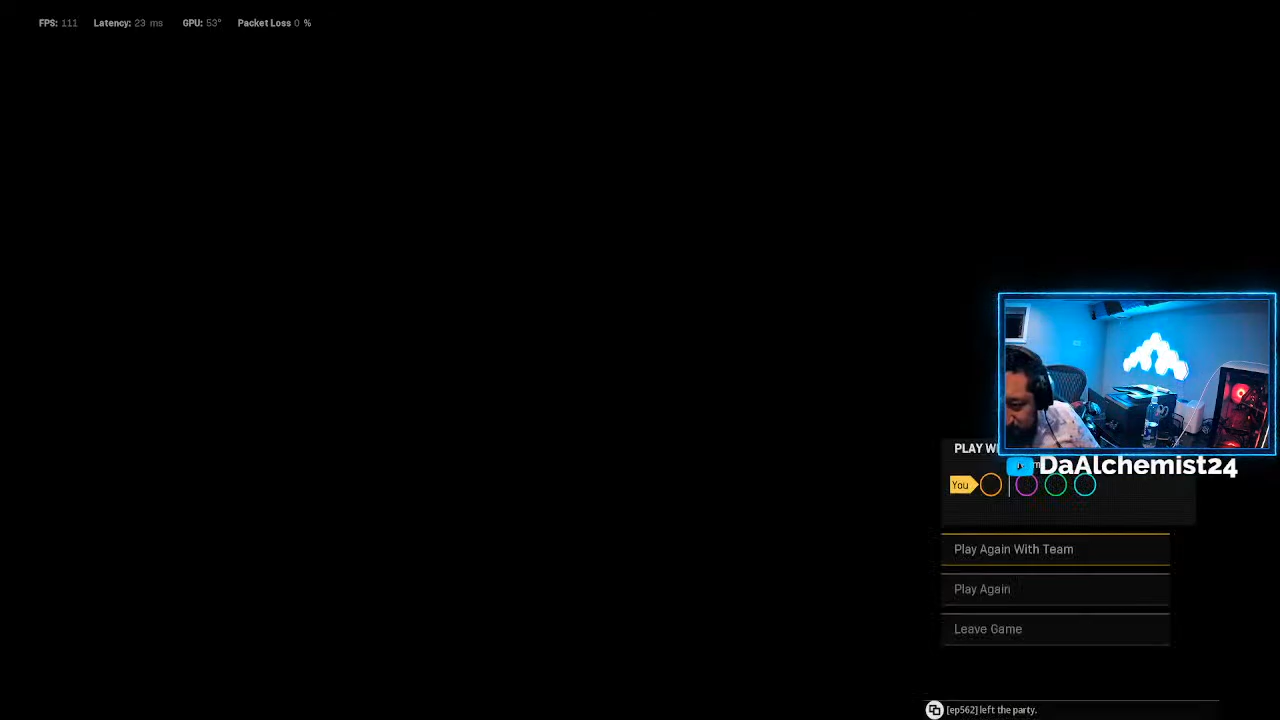 FPS: 111 Latency: 23 ms GPU: 53° Packet Loss 0 %
PLAY
DaAlchemist24
You
Play Again With Team
Play Again
Leave Game
[ep562] left the party.